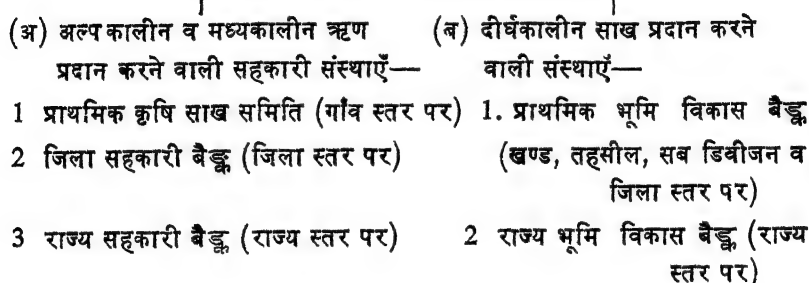 (अ) अल्पकालीन व मध्यकालीन ऋण
प्रदान करने वाली सहकारी संस्थाएँ—
1 प्राथमिक कृषि साख समिति (गाँव स्तर पर)
2 जिला सहकारी बैङ्क (जिला स्तर पर)
3 राज्य सहकारी बैङ्क (राज्य स्तर पर)
(ब) दीर्घकालीन साख प्रदान करने
वाली संस्थाएँ—
1. प्राथमिक भूमि विकास बैङ्क
(खण्ड, तहसील, सब डिवीजन व
जिला स्तर पर)
2 राज्य भूमि विकास बैङ्क (राज्य
स्तर पर)